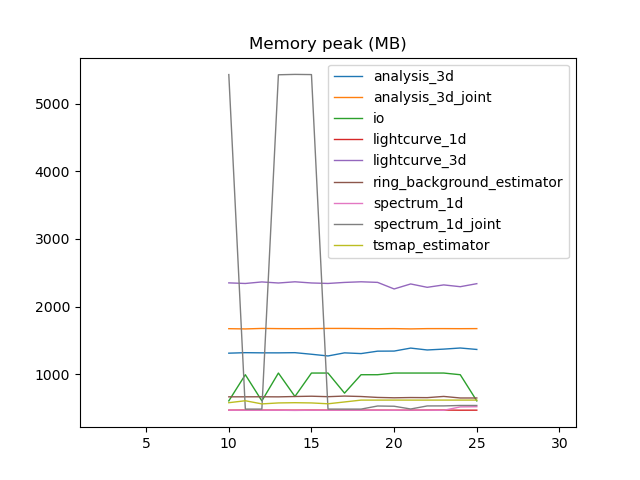 Memory peak (MB)
5000
4000
3000
2000
1000
analysis_3d
analysis_3d_joint
io
lightcurve_1d
lightcurve_3d
ring_background_estimator
spectrum_1d
spectrum_1d_joint
tsmap_estimator
5 10 15 20 25 30